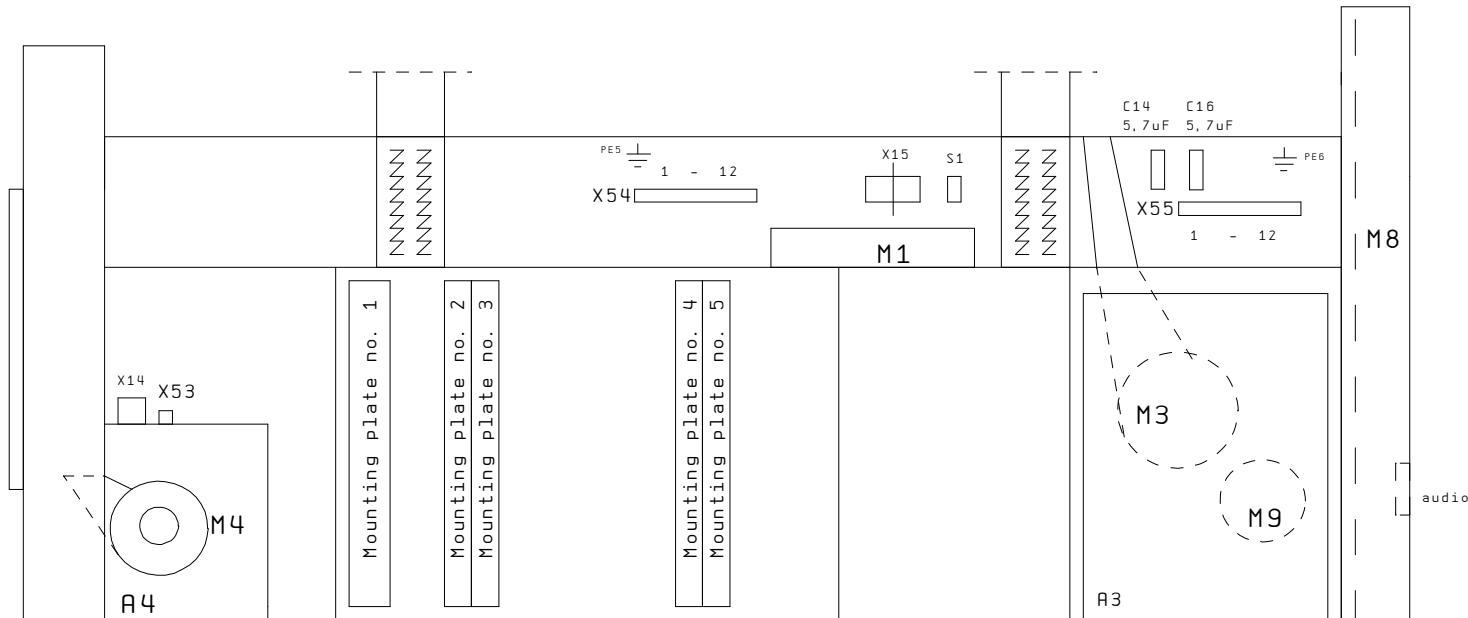 C14 C16
5,7uF 5,7uF
PE5
X15
S1
PE6
1 - 12
X54
X55
1 - 12
M8
M1
Mounting plate no. 1
Mounting plate no. 2
Mounting plate no. 3
Mounting plate no. 4
Mounting plate no. 5
X14
X53
M3
M4
M9
audio
A4
A3